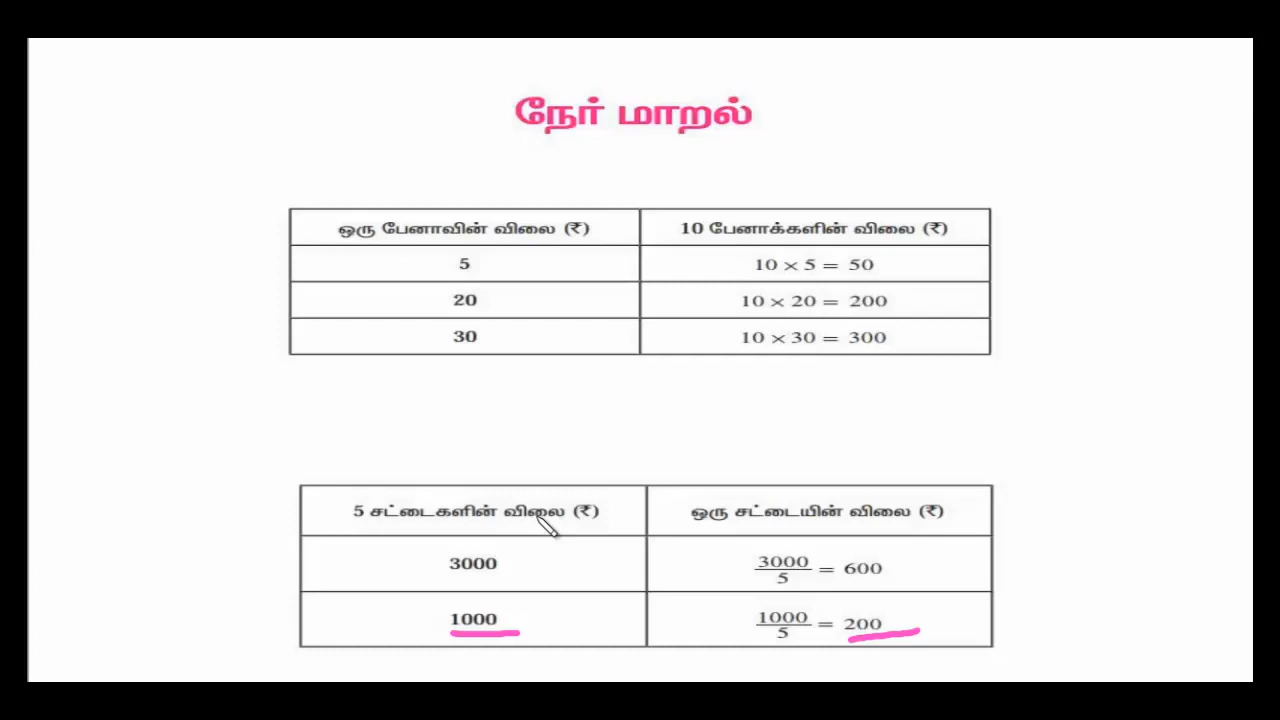 நேர் மாறல்
ஒரு பேனாவின் விலை (₹) 10 பேனாக்களின் விலை (₹)
5 10 × 5 = 50
20 10 × 20 = 200
30 10 × 30 = 300
5 சட்டைகளின் விலை (₹) ஒரு சட்டையின் விலை (₹)
3000 3000/5 = 600
1000 1000/5 = 200